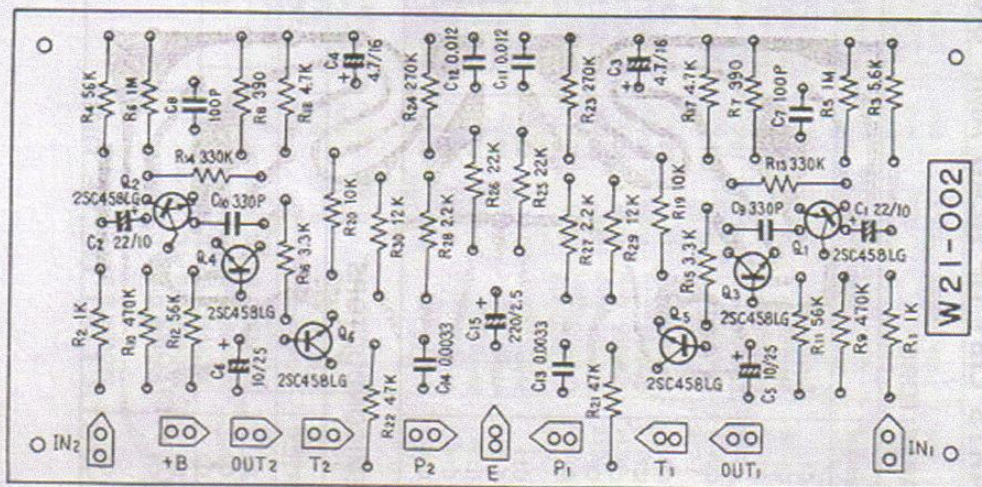 R4 56K
R6 1M
C8 100P
R8 390
R18 4.7K
C4 4.7/16
+
R24 270K
C12 0.012
C11 0.012
R23 270K
C3 4.7/16
+
R17 4.7K
R7 390
C7 100P
R5 1M
R3 5.6K
R14 330K
R13 330K
Q2
2SC458LG
C10 330P
C2 22/10
+
Q4
2SC458LG
R16 3.3K
R20 10K
R30 12K
R28 2.2K
R26 22K
R25 22K
R27 2.2K
R29 12K
R19 10K
R15 3.3K
C9 330P
Q1
2SC458LG
C1 22/10
+
Q3
2SC458LG
W21-002
R2 1K
R10 470K
R12 56K
C6 10/25
+
Q6
2SC458LG
R22 47K
C14 0.0033
C15 220/2.5
+
C13 0.0033
R21 47K
Q5
2SC458LG
C5 10/25
+
R11 56K
R9 470K
R1 1K
IN2
+B
OUT2
T2
P2
E
P1
T1
OUT1
IN1